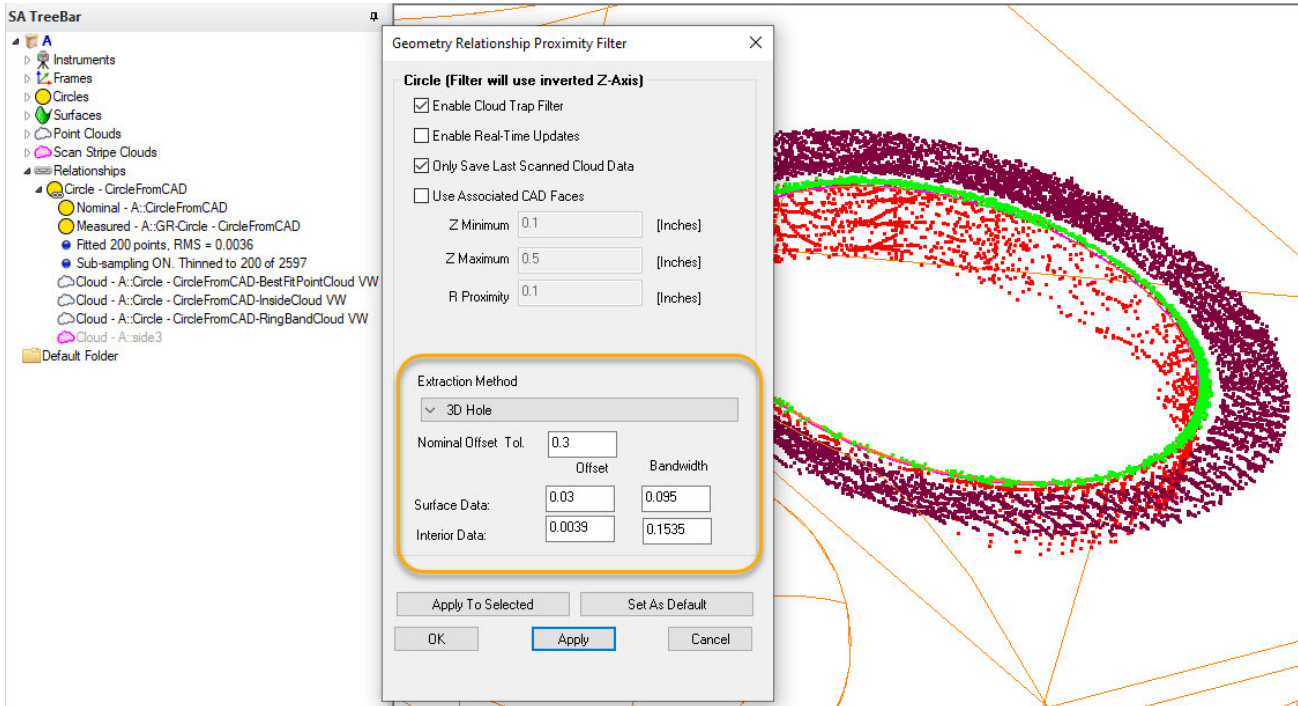 SA TreeBar
A
Instruments
Frames
Circles
Surfaces
Point Clouds
Scan Stripe Clouds
Relationships
Circle - CircleFromCAD
Nominal - A::CircleFromCAD
Measured - A::GR-Circle - CircleFromCAD
Fitted 200 points, RMS = 0.0036
Sub-sampling ON. Thinned to 200 of 2597
Cloud - A::Circle - CircleFromCAD-BestFitPointCloud VW
Cloud - A::Circle - CircleFromCAD-InsideCloud VW
Cloud - A::Circle - CircleFromCAD-RingBandCloud VW
Cloud - A::side3
Default Folder
Geometry Relationship Proximity Filter
Circle (Filter will use inverted Z-Axis)
Enable Cloud Trap Filter
Enable Real-Time Updates
Only Save Last Scanned Cloud Data
Use Associated CAD Faces
Z Minimum 0.1 [Inches]
Z Maximum 0.5 [Inches]
R Proximity 0.1 [Inches]
Extraction Method
3D Hole
Nominal Offset Tol. 0.3
Offset Bandwidth
Surface Data: 0.03 0.095
Interior Data: 0.0039 0.1535
Apply To Selected Set As Default
OK Apply Cancel